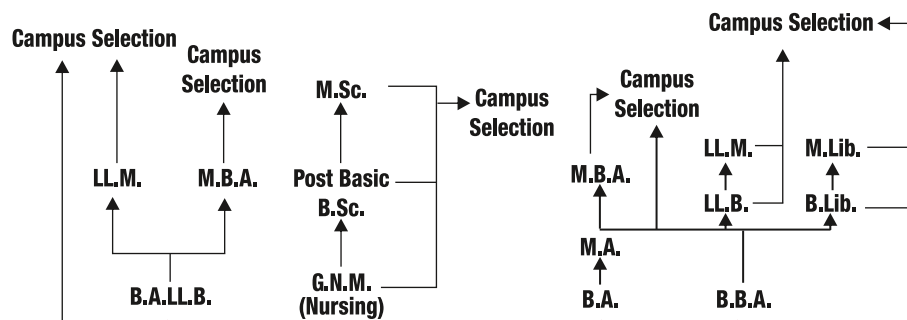 Campus Selection
Campus
Selection
LL.M.
M.B.A.
B.A.LL.B.
M.Sc.
Post Basic
B.Sc.
G.N.M.
(Nursing)
Campus
Selection
Campus Selection
Campus
Selection
M.B.A.
LL.M.
M.Lib.
LL.B.
B.Lib.
M.A.
B.A.
B.B.A.